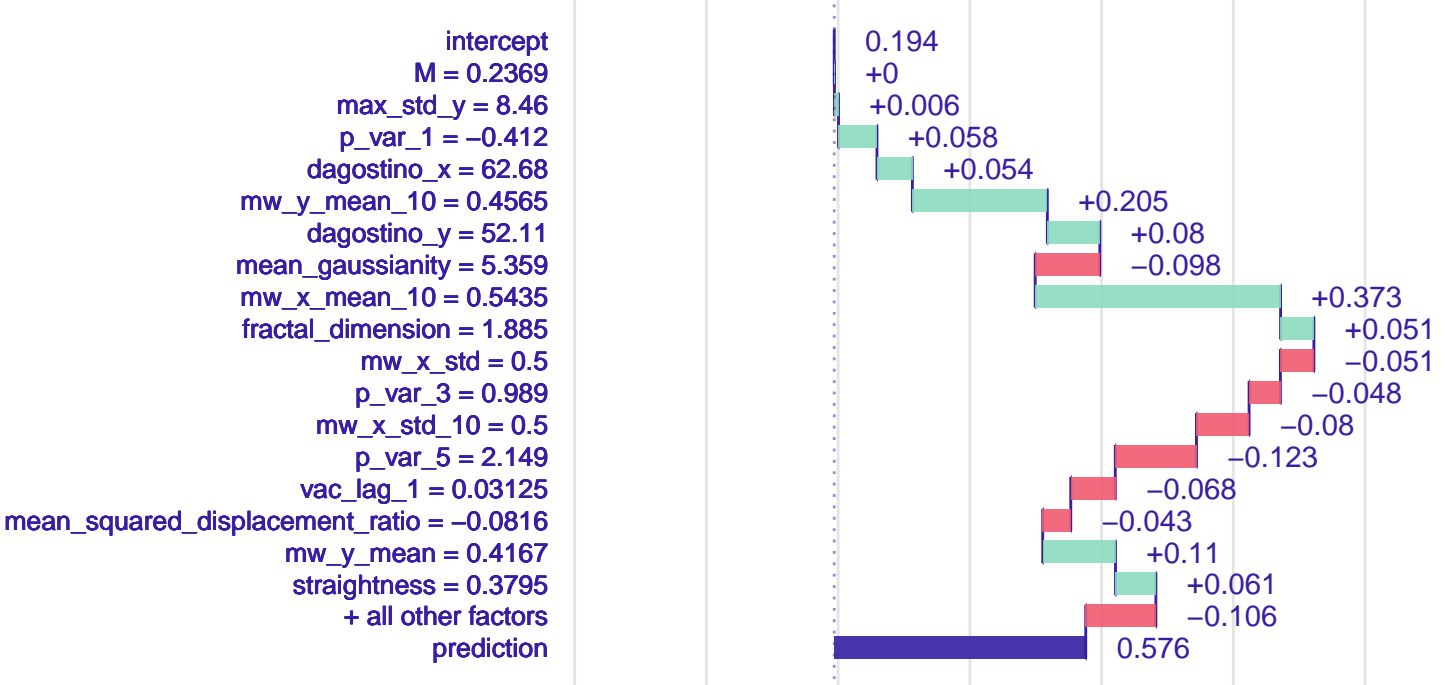 intercept 0.194
M = 0.2369 +0
max_std_y = 8.46 +0.006
p_var_1 = −0.412 +0.058
dagostino_x = 62.68 +0.054
mw_y_mean_10 = 0.4565 +0.205
dagostino_y = 52.11 +0.08
mean_gaussianity = 5.359 −0.098
mw_x_mean_10 = 0.5435 +0.373
fractal_dimension = 1.885 +0.051
mw_x_std = 0.5 −0.051
p_var_3 = 0.989 −0.048
mw_x_std_10 = 0.5 −0.08
p_var_5 = 2.149 −0.123
vac_lag_1 = 0.03125 −0.068
mean_squared_displacement_ratio = −0.0816 −0.043
mw_y_mean = 0.4167 +0.11
straightness = 0.3795 +0.061
+ all other factors −0.106
prediction 0.576